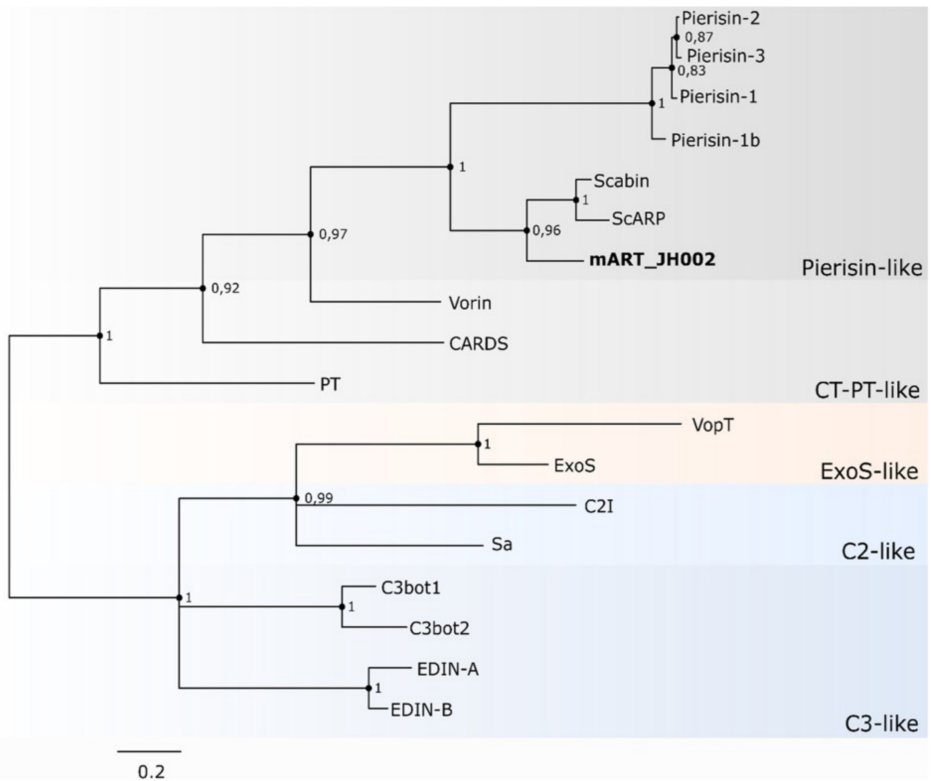 Pierisin-2
0,87
Pierisin-3
0,83
Pierisin-1
1
Pierisin-1b
1
Scabin
1
ScARP
0,96
mART_JH002
Pierisin-like
0,97
0,92
Vorin
1
CARDS
PT
CT-PT-like
VopT
1
ExoS
ExoS-like
0,99
C2I
Sa
C2-like
C3bot1
1
1
C3bot2
EDIN-A
1
EDIN-B
C3-like
0.2